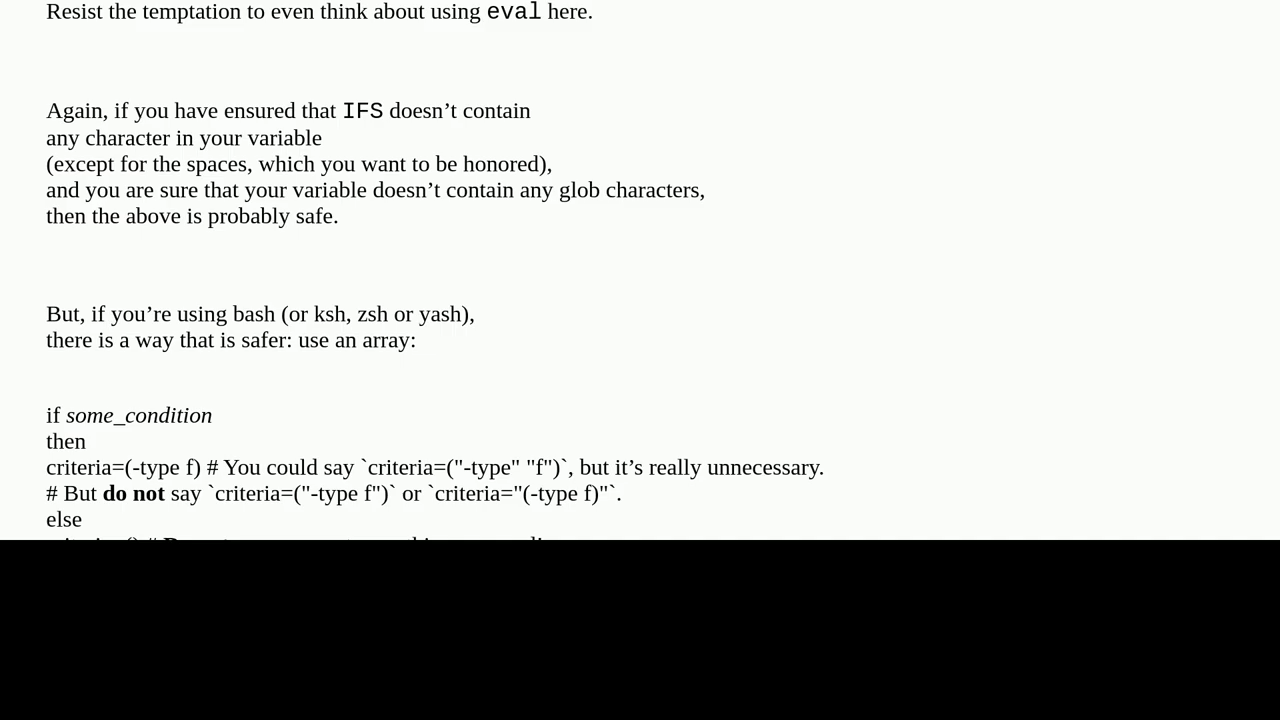 Resist the temptation to even think about using eval here.
Again, if you have ensured that IFS doesn’t contain
any character in your variable
(except for the spaces, which you want to be honored),
and you are sure that your variable doesn’t contain any glob characters,
then the above is probably safe.
But, if you’re using bash (or ksh, zsh or yash),
there is a way that is safer: use an array:
if some_condition
then
criteria=(-type f) # You could say `criteria=("-type" "f")`, but it’s really unnecessary.
# But do not say `criteria=("-type f")` or `criteria="(-type f)"`.
else